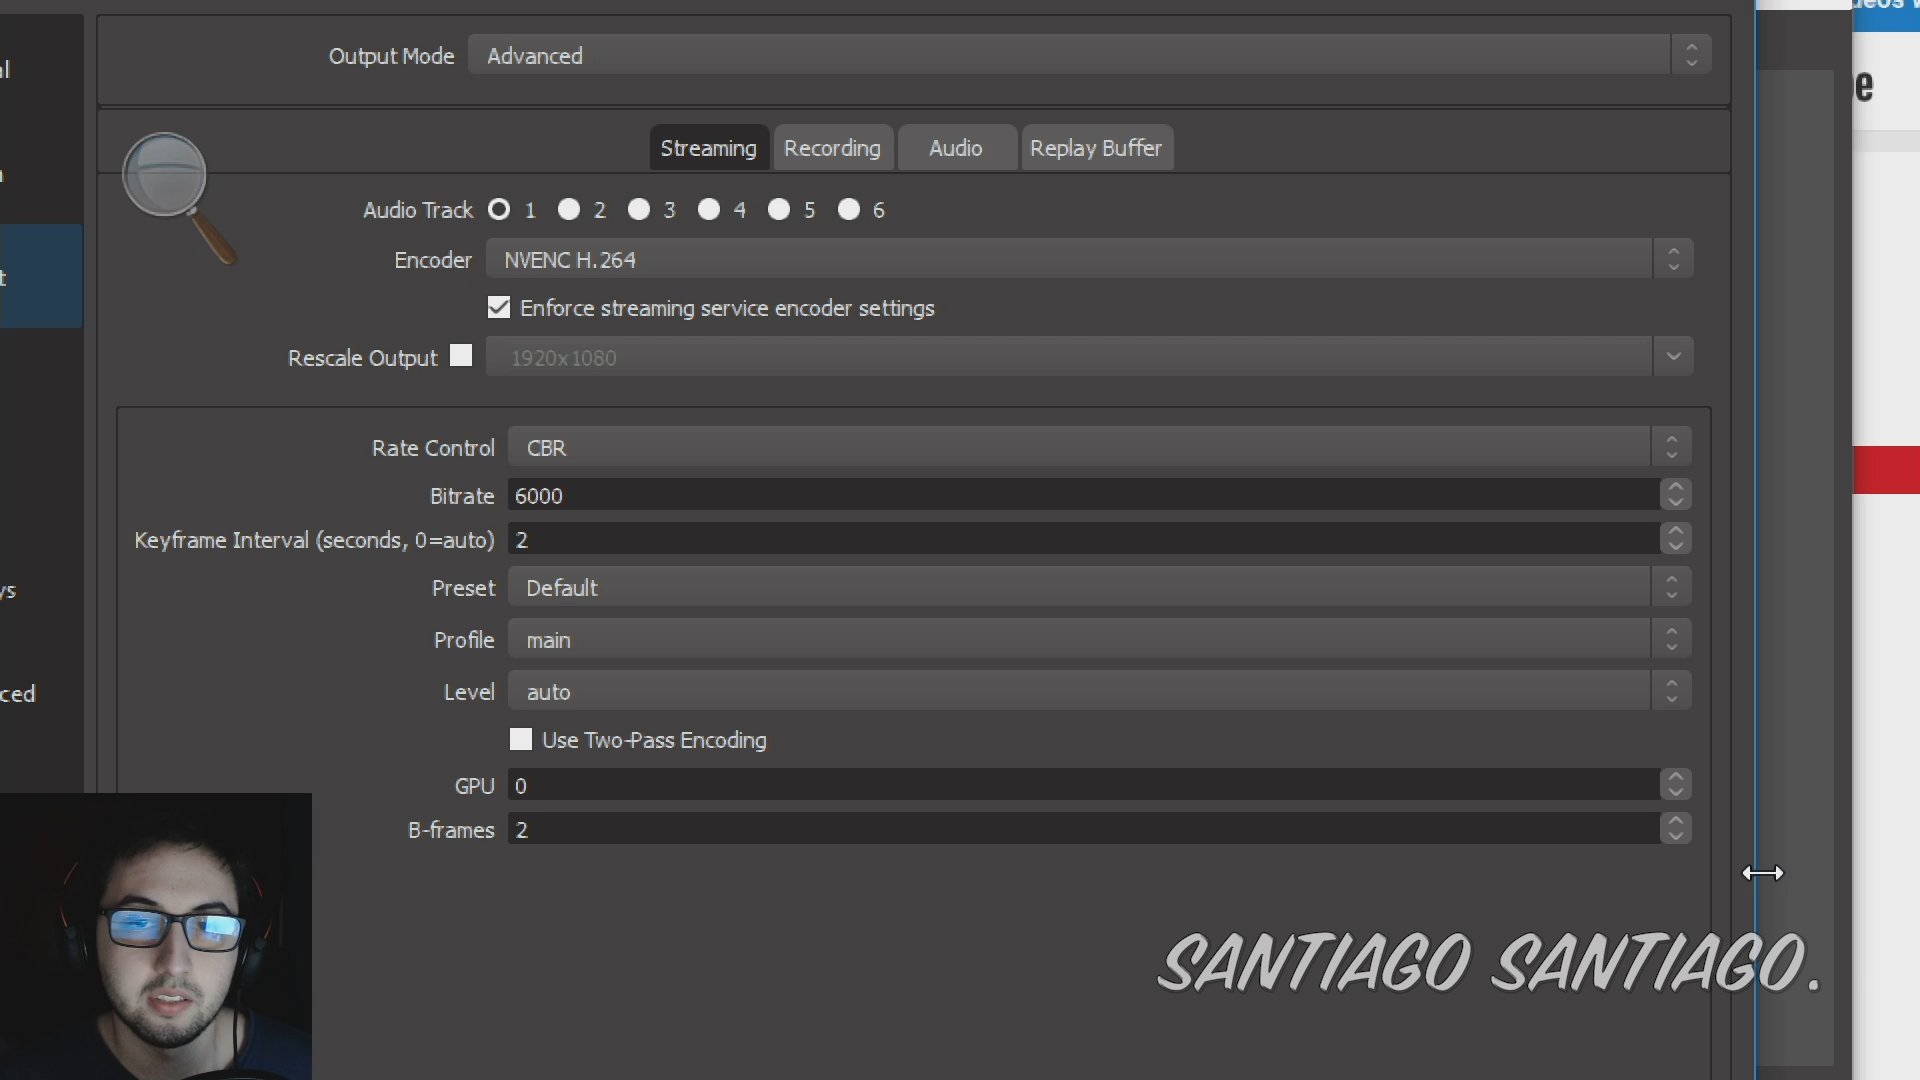 Output Mode Advanced
Streaming Recording Audio Replay Buffer
Audio Track 1 2 3 4 5 6
Encoder NVENC H.264
Enforce streaming service encoder settings
Rescale Output 1920x1080
Rate Control CBR
Bitrate 6000
Keyframe Interval (seconds, 0=auto) 2
Preset Default
Profile main
Level auto
Use Two-Pass Encoding
GPU 0
B-frames 2
SANTIAGO SANTIAGO.